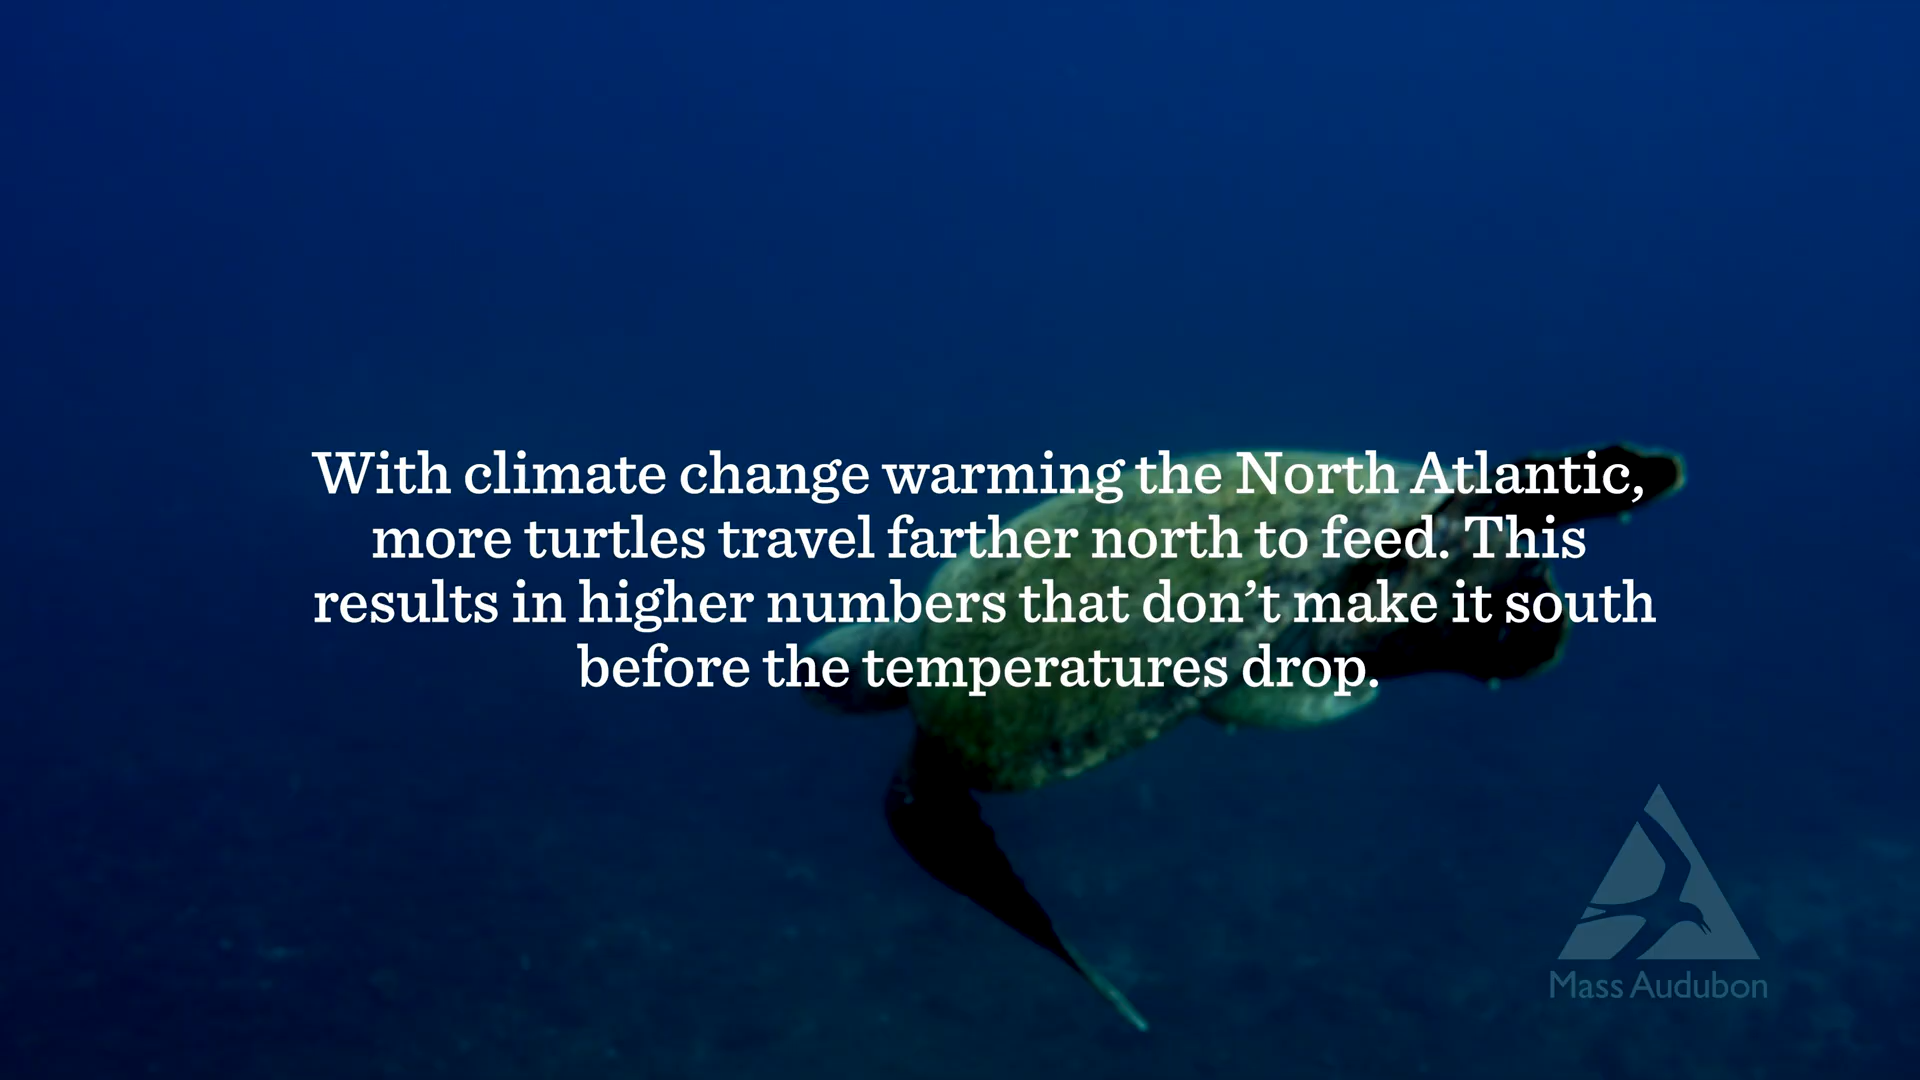 With climate change warming the North Atlantic,
more turtles travel farther north to feed. This
results in higher numbers that don’t make it south
before the temperatures drop.
Mass Audubon